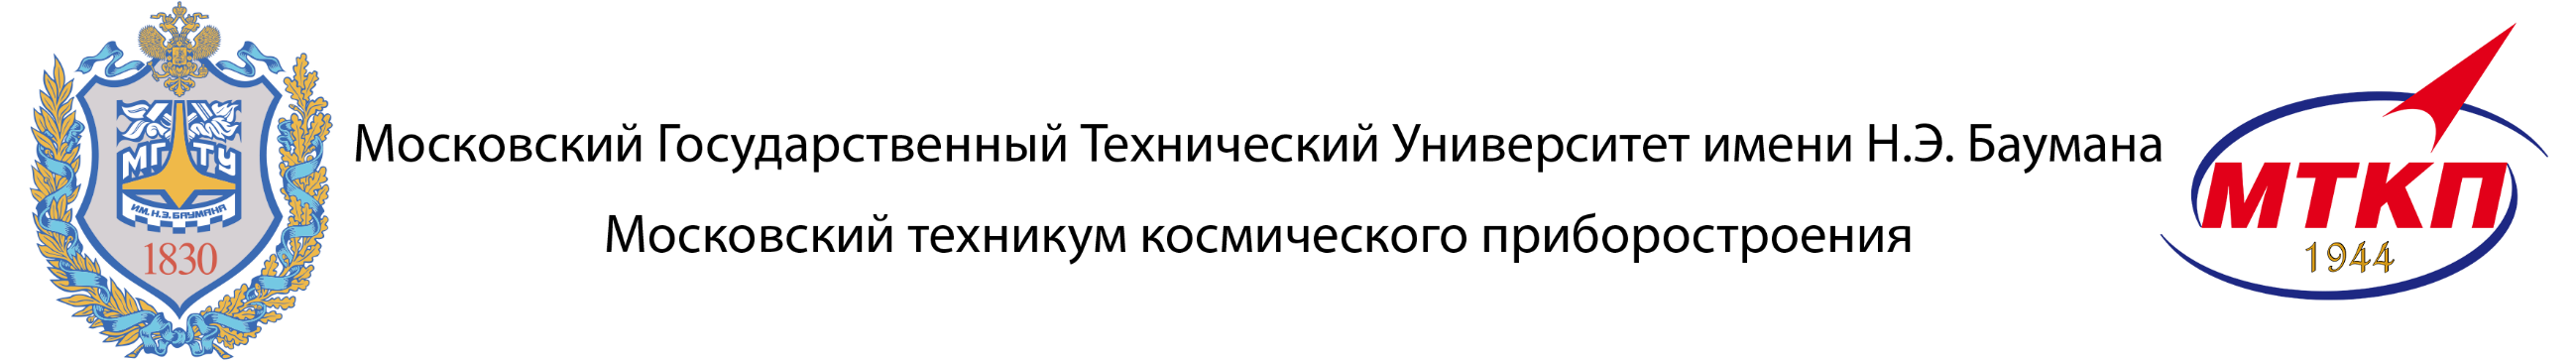 МГТУ
ИМ. Н.Э. БАУМАНА
1830
Московский Государственный Технический Университет имени Н.Э. Баумана
Московский техникум космического приборостроения
МТКП
1944